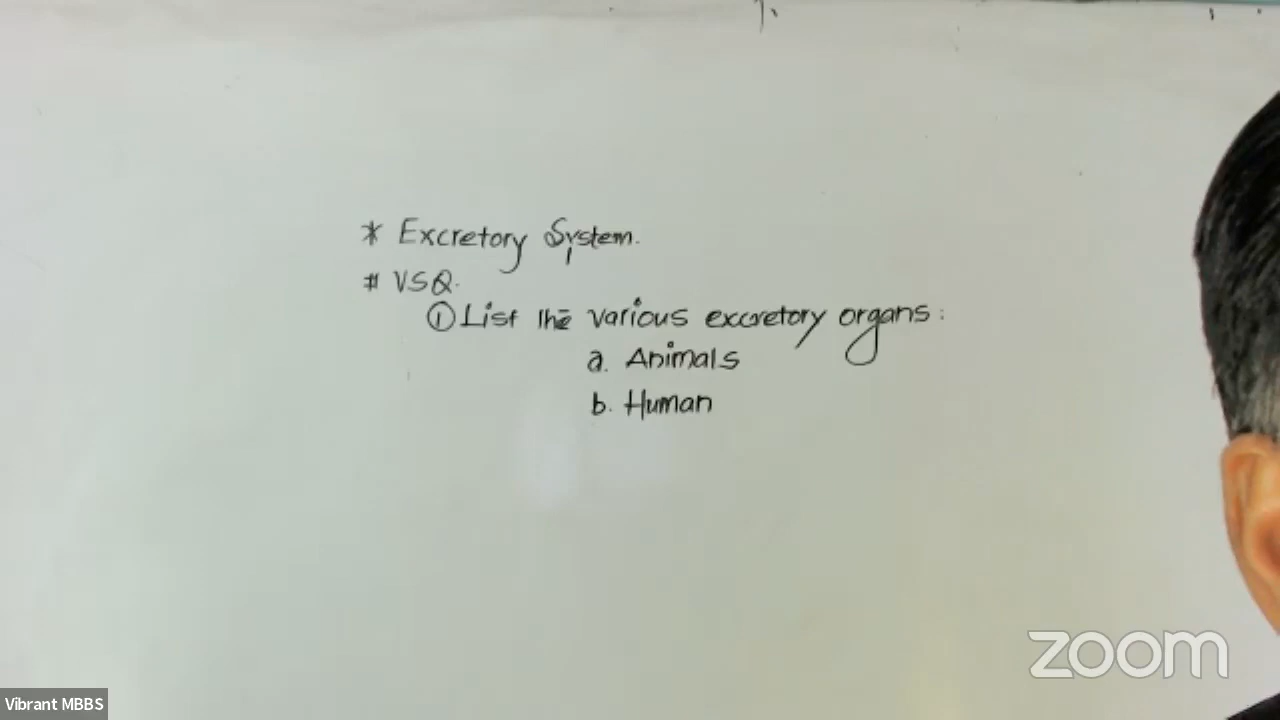 * Excretory System.
# VSQ.
① List the various excretory organs:
a. Animals
b. Human
zoom
Vibrant MBBS